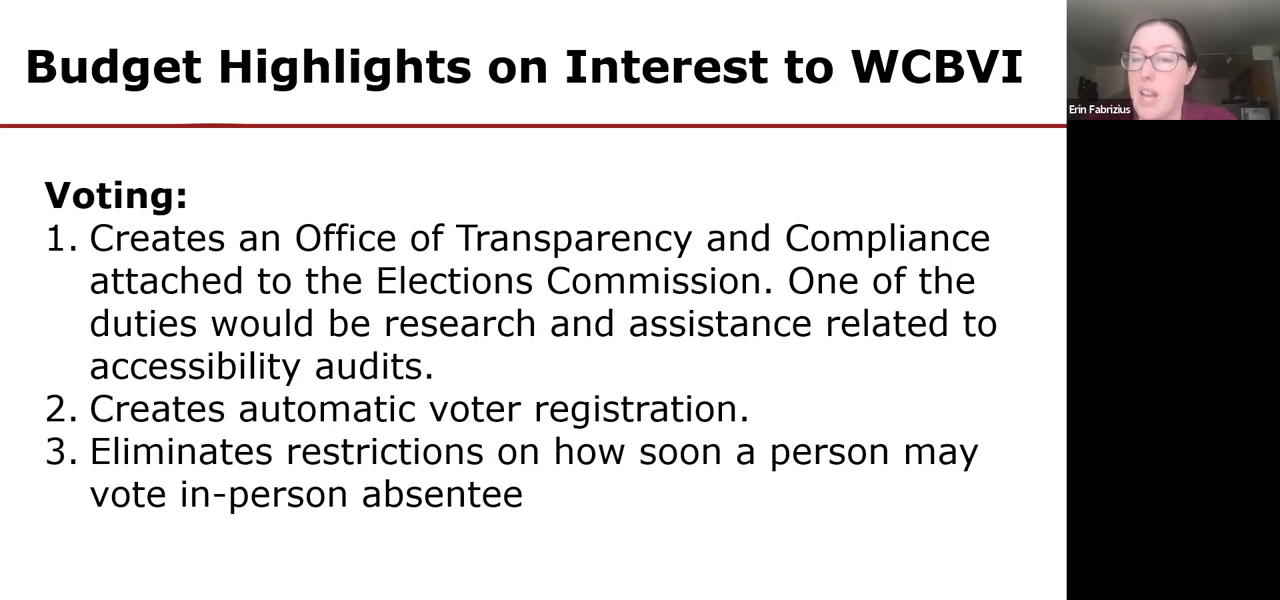 Budget Highlights on Interest to WCBVI
Erin Fabrizius
Voting:
1. Creates an Office of Transparency and Compliance
attached to the Elections Commission. One of the
duties would be research and assistance related to
accessibility audits.
2. Creates automatic voter registration.
3. Eliminates restrictions on how soon a person may
vote in-person absentee